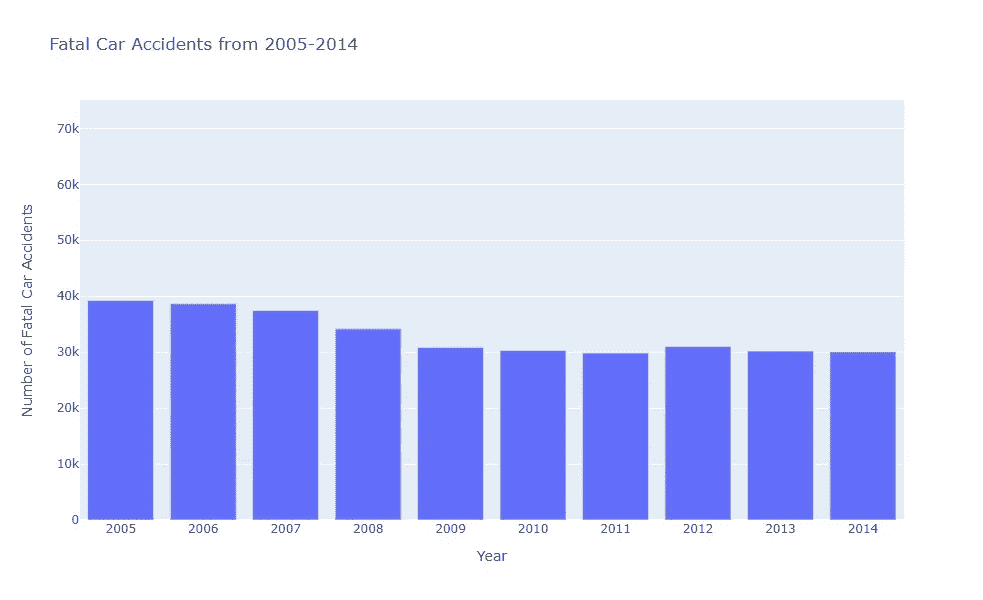 Fatal Car Accidents from 2005-2014
Number of Fatal Car Accidents
70k
60k
50k
40k
30k
20k
10k
0
2005 2006 2007 2008 2009 2010 2011 2012 2013 2014
Year